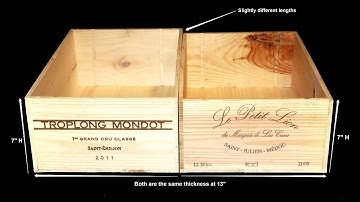 Slightly different lengths
TROPLONG MONDOT
1er GRAND CRU CLASSÉ
SAINT-ÉMILION
2011
Le Petit Lion
du Marquis de Las Cases
SAINT-JULIEN-MÉDOC
2009
7" H
7" H
Both are the same thickness at 13"